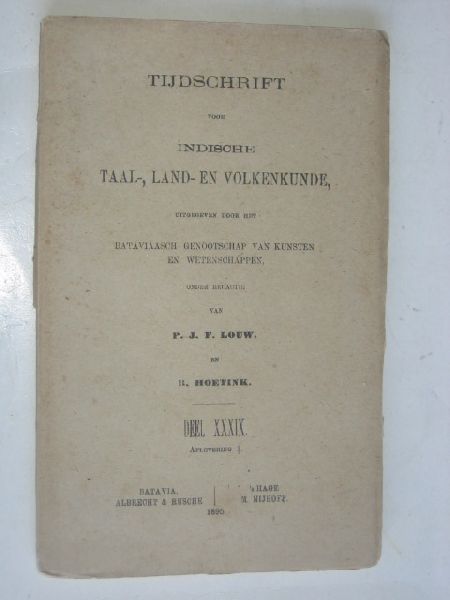 TIJDSCHRIFT
VOOR
INDISCHE
TAAL-, LAND- EN VOLKENKUNDE,
UITGEGEVEN DOOR HET
BATAVIAASCH GENOOTSCHAP VAN KUNSTEN
EN WETENSCHAPPEN,
ONDER REDACTIE
VAN
P. J. F. LOUW.
EN
R. HOETINK.
DEEL XXXIX.
AFLEVERING
BATAVIA, HAGE
ALBRECHT & RUSCHE M. NIJHOFF.